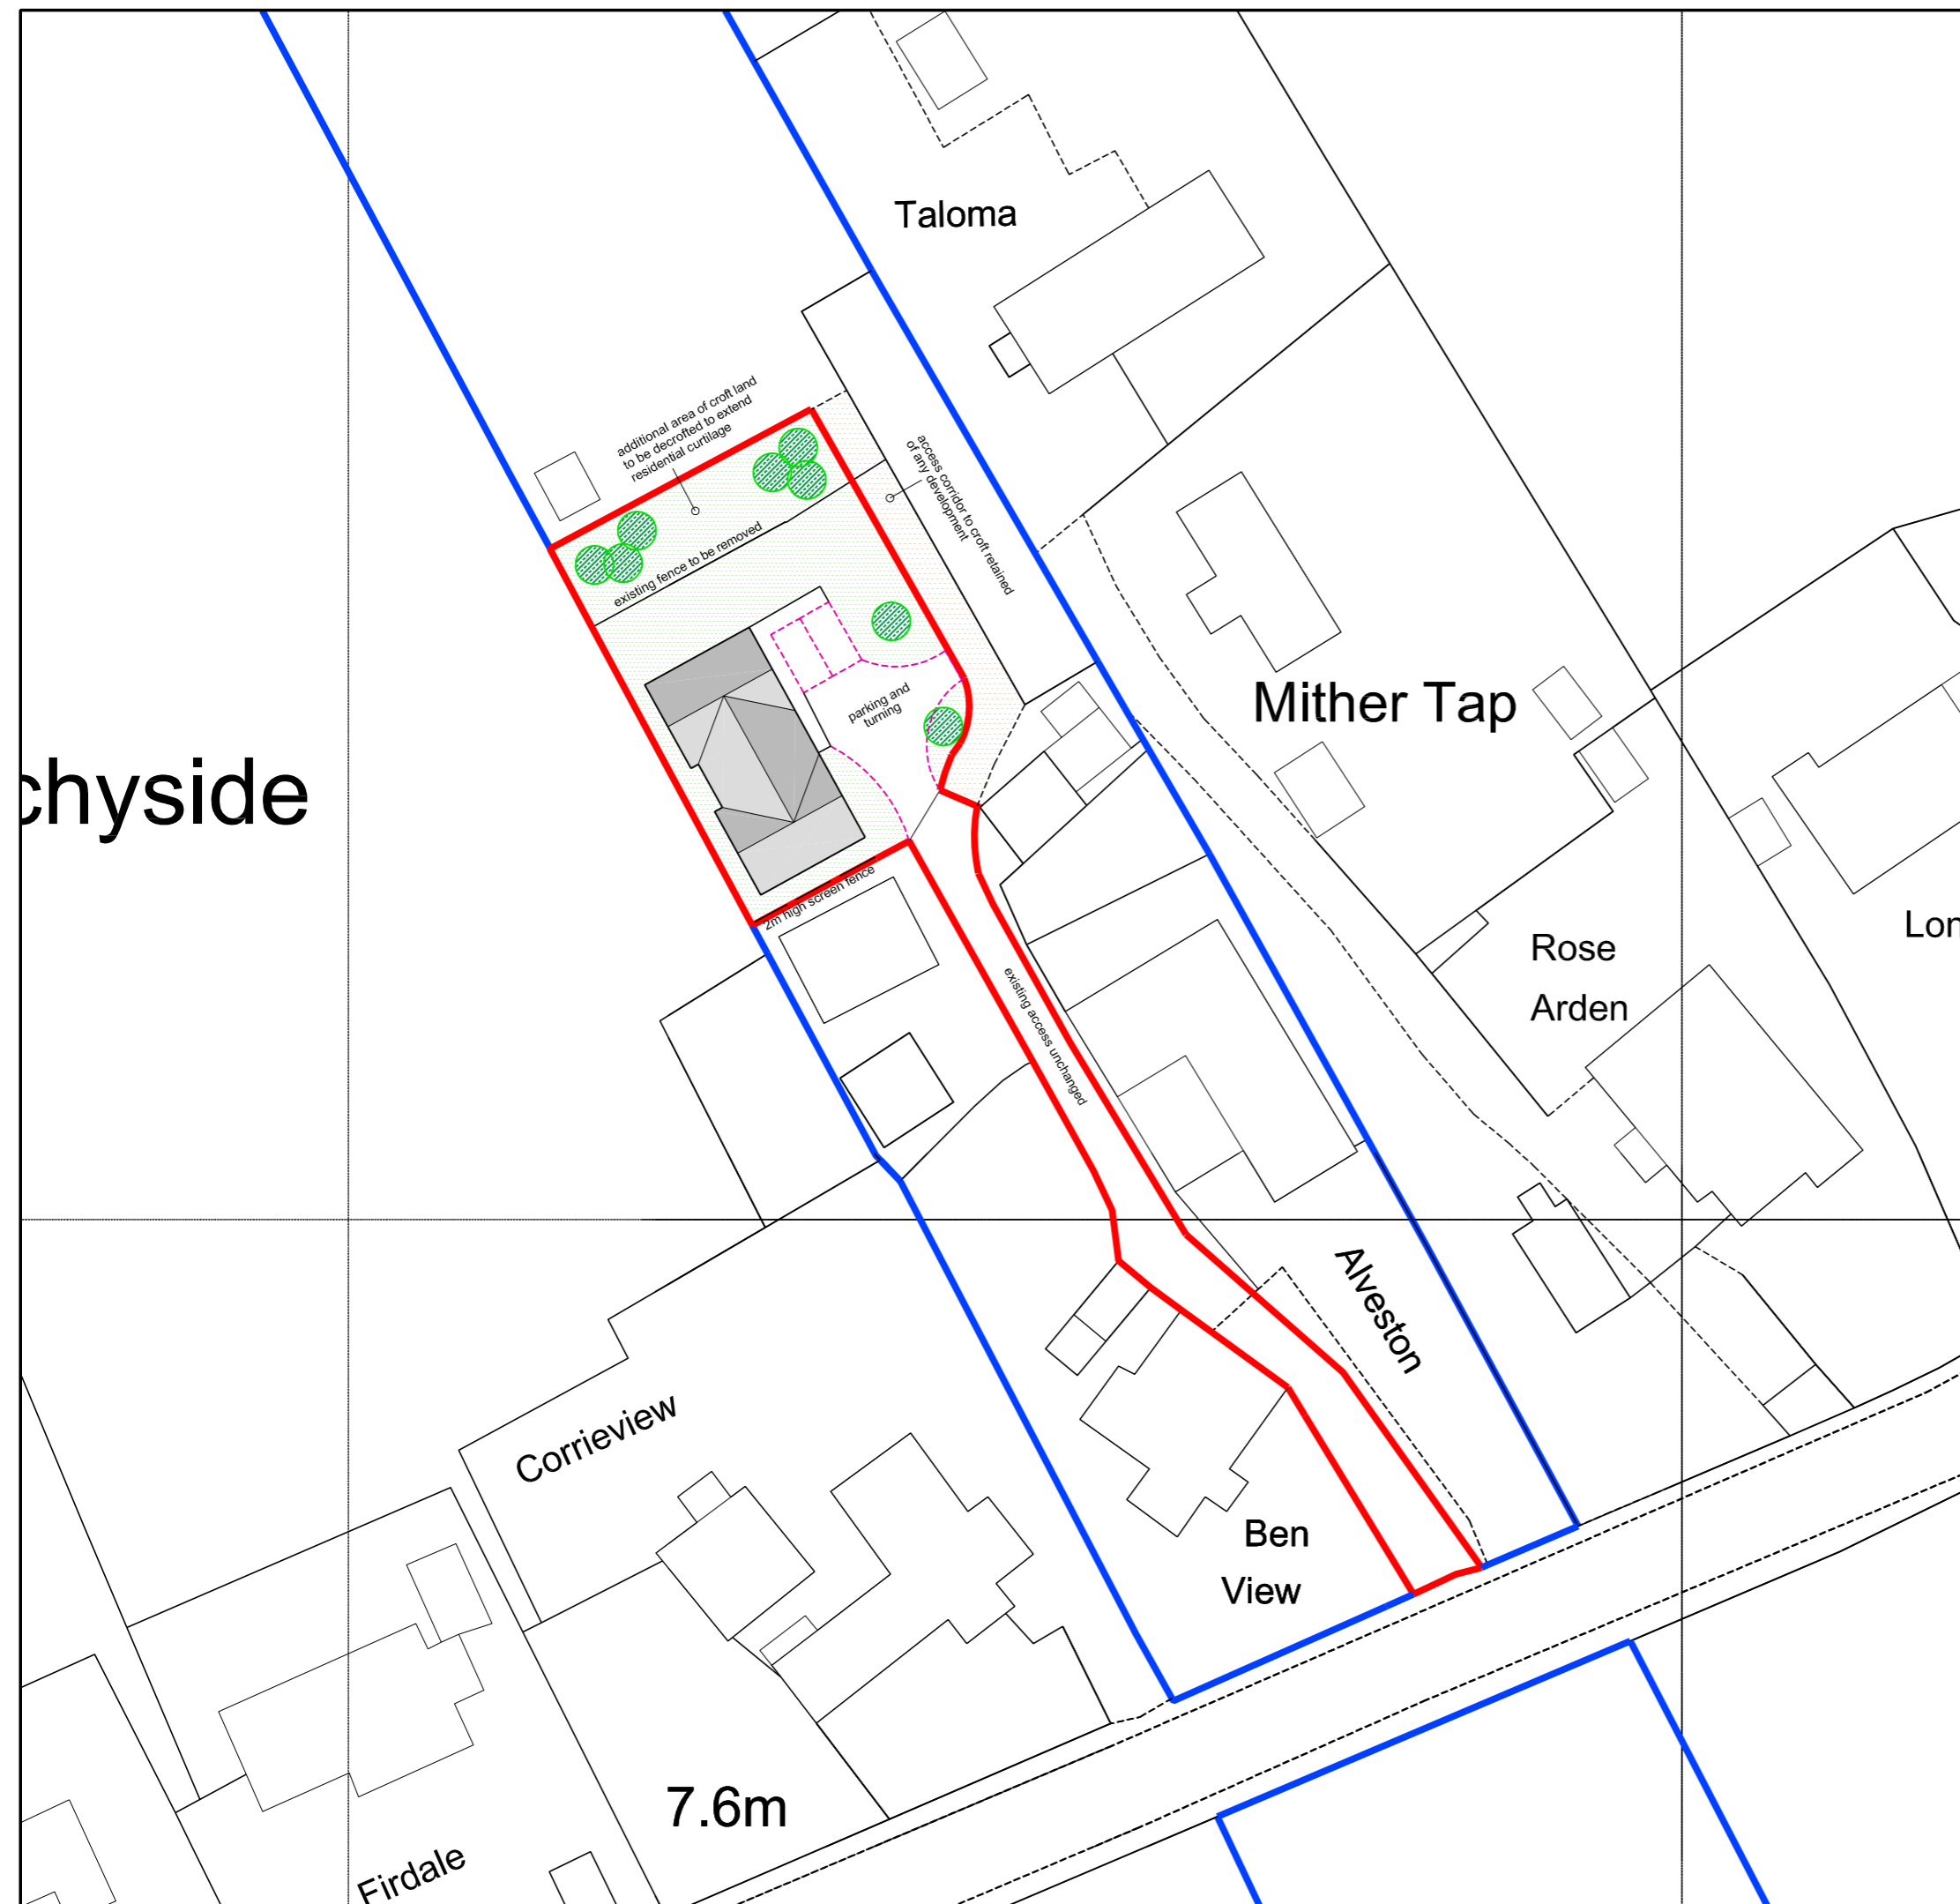 Taloma
additional area of croft land
to be decrofted to extend
residential curtilage
access corridor to croft retained
of any development
existing fence to be removed
parking and
turning
Mither Tap
chyside
2m high screen fence
Rose
Arden
Lon
existing access unchanged
Alveston
Corrieview
Ben
View
7.6m
Firdale